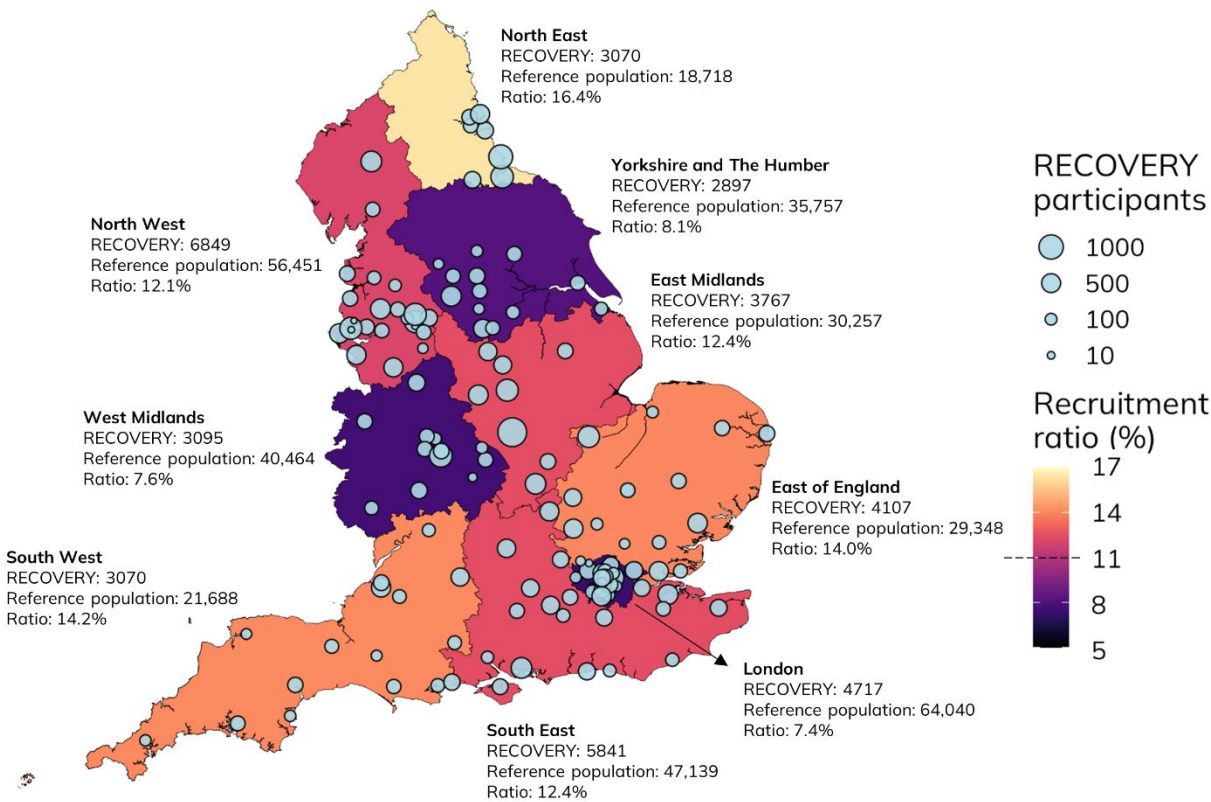 North East
RECOVERY: 3070
Reference population: 18,718
Ratio: 16.4%
Yorkshire and The Humber
RECOVERY: 2897
Reference population: 35,757
Ratio: 8.1%
North West
RECOVERY: 6849
Reference population: 56,451
Ratio: 12.1%
East Midlands
RECOVERY: 3767
Reference population: 30,257
Ratio: 12.4%
West Midlands
RECOVERY: 3095
Reference population: 40,464
Ratio: 7.6%
East of England
RECOVERY: 4107
Reference population: 29,348
Ratio: 14.0%
South West
RECOVERY: 3070
Reference population: 21,688
Ratio: 14.2%
London
RECOVERY: 4717
Reference population: 64,040
Ratio: 7.4%
South East
RECOVERY: 5841
Reference population: 47,139
Ratio: 12.4%
RECOVERY
participants
1000
500
100
10
Recruitment
ratio (%)
17
14
11
8
5